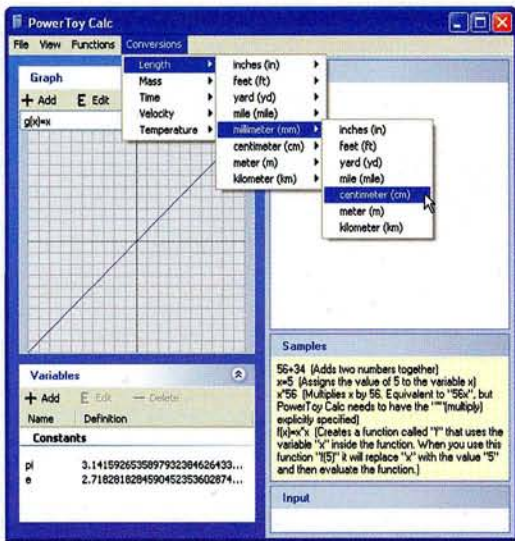 PowerToy Calc
File View Functions Conversions
Graph
+ Add E Edit
g(x)=x
Length
Mass
Time
Velocity
Temperature
inches (in)
feet (ft)
yard (yd)
mile (mile)
millimeter (mm)
centimeter (cm)
meter (m)
kilometer (km)
inches (in)
feet (ft)
yard (yd)
mile (mile)
centimeter (cm)
meter (m)
kilometer (km)
Variables
+ Add E Edit — Delete
Name Definition
Constants
pi 3.1415926535897932384626433...
e 2.7182818284590452353602874...
Samples
56+34 (Adds two numbers together)
x=5 (Assigns the value of 5 to the variable x)
x*56 (Multiplies x by 56. Equivalent to "56x", but
PowerToy Calc needs to have the "*"(multiply)
explicitly specified)
f(x)=x*x (Creates a function called "f" that uses the
variable "x" inside the function. When you use this
function "f(5)" it will replace "x" with the value "5"
and then evaluate the function.)
Input